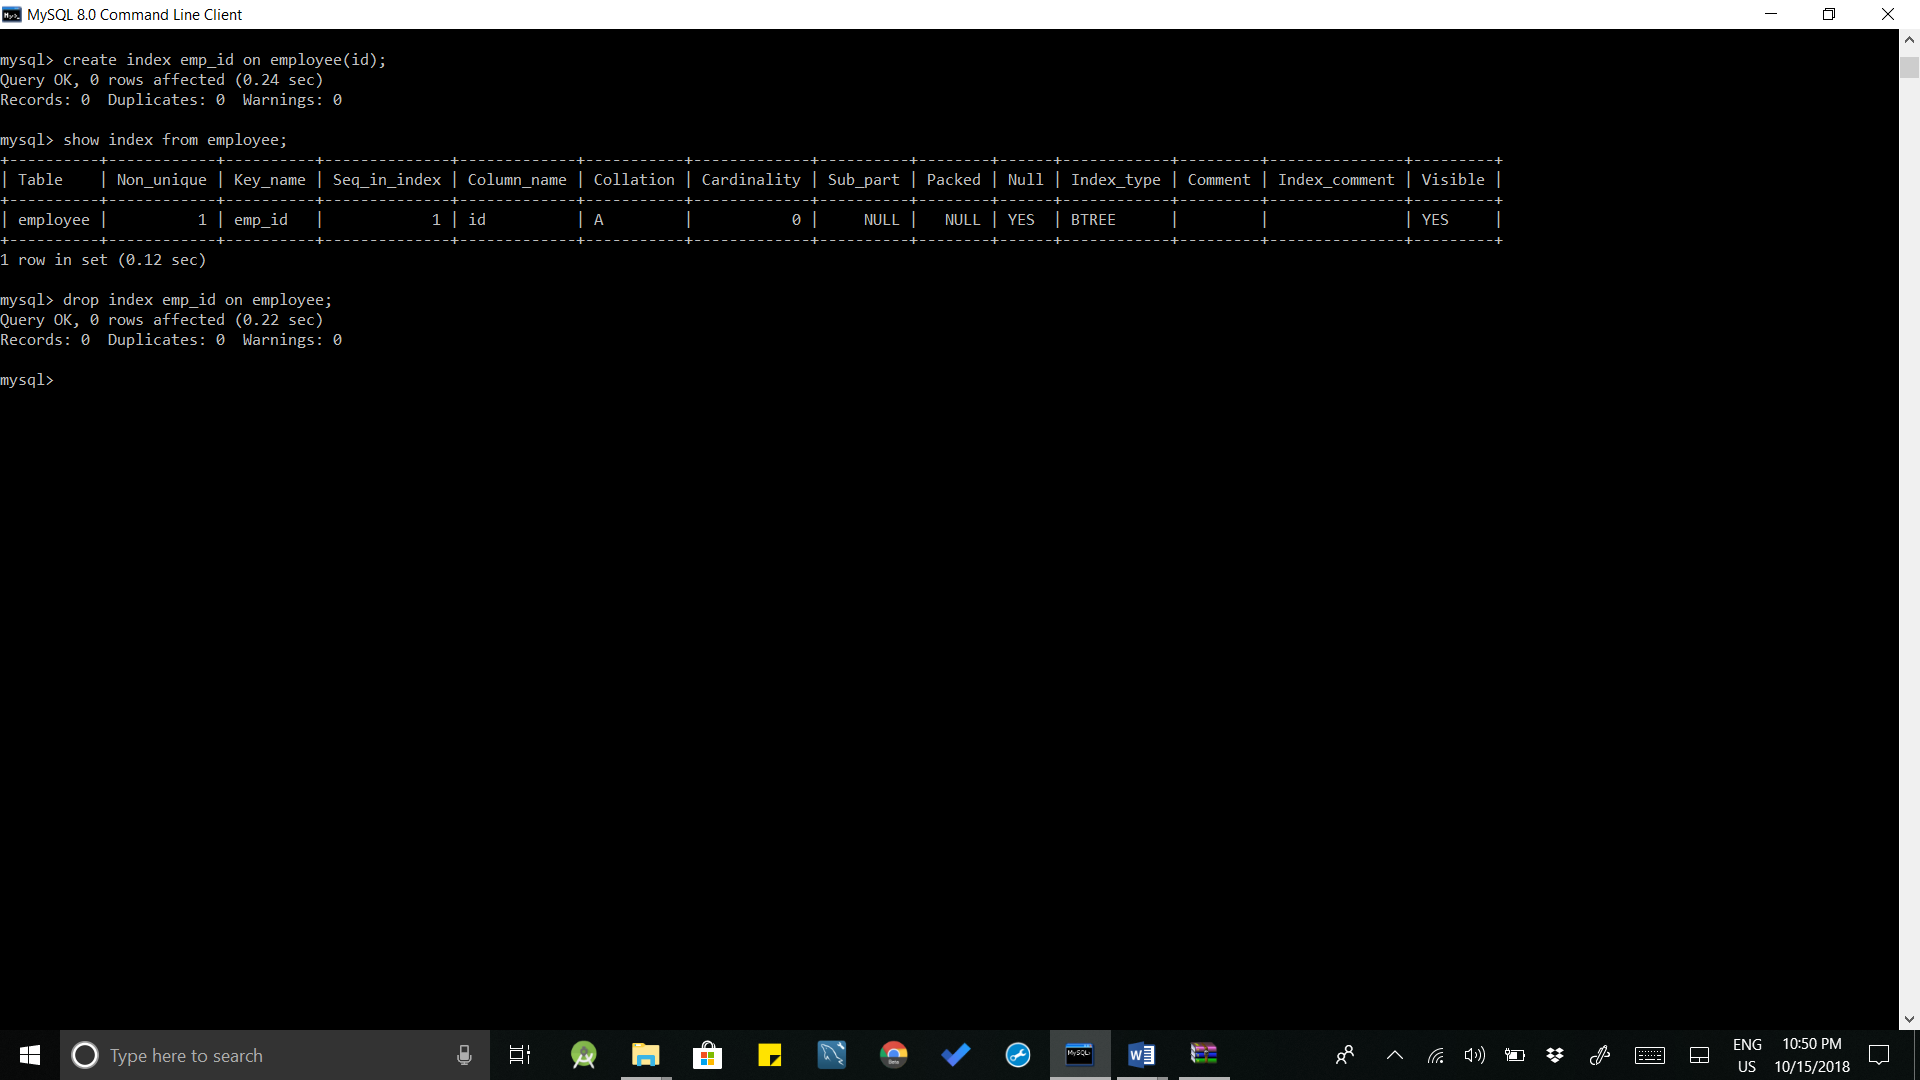 MySQL 8.0 Command Line Client
mysql> create index emp_id on employee(id);
Query OK, 0 rows affected (0.24 sec)
Records: 0  Duplicates: 0  Warnings: 0
mysql> show index from employee;
+----------+------------+----------+--------------+-------------+-----------+-------------+----------+--------+------+------------+---------+---------------+---------+
| Table    | Non_unique | Key_name | Seq_in_index | Column_name | Collation | Cardinality | Sub_part | Packed | Null | Index_type | Comment | Index_comment | Visible |
+----------+------------+----------+--------------+-------------+-----------+-------------+----------+--------+------+------------+---------+---------------+---------+
| employee |          1 | emp_id   |            1 | id          | A         |           0 |     NULL |   NULL | YES  | BTREE      |         |               | YES     |
+----------+------------+----------+--------------+-------------+-----------+-------------+----------+--------+------+------------+---------+---------------+---------+
1 row in set (0.12 sec)
mysql> drop index emp_id on employee;
Query OK, 0 rows affected (0.22 sec)
Records: 0  Duplicates: 0  Warnings: 0
mysql>
Type here to search
ENG
US
10:50 PM
10/15/2018